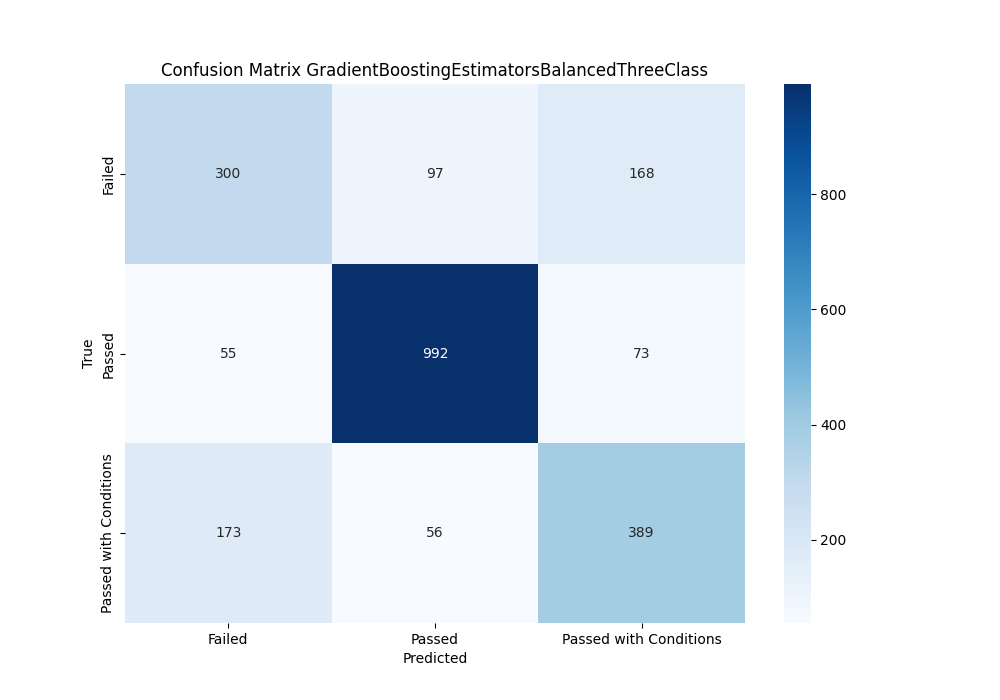 Confusion Matrix GradientBoostingEstimatorsBalancedThreeClass
True
Failed
Passed
Passed with Conditions
300 97 168
55 992 73
173 56 389
Failed Passed Passed with Conditions
Predicted
800
600
400
200